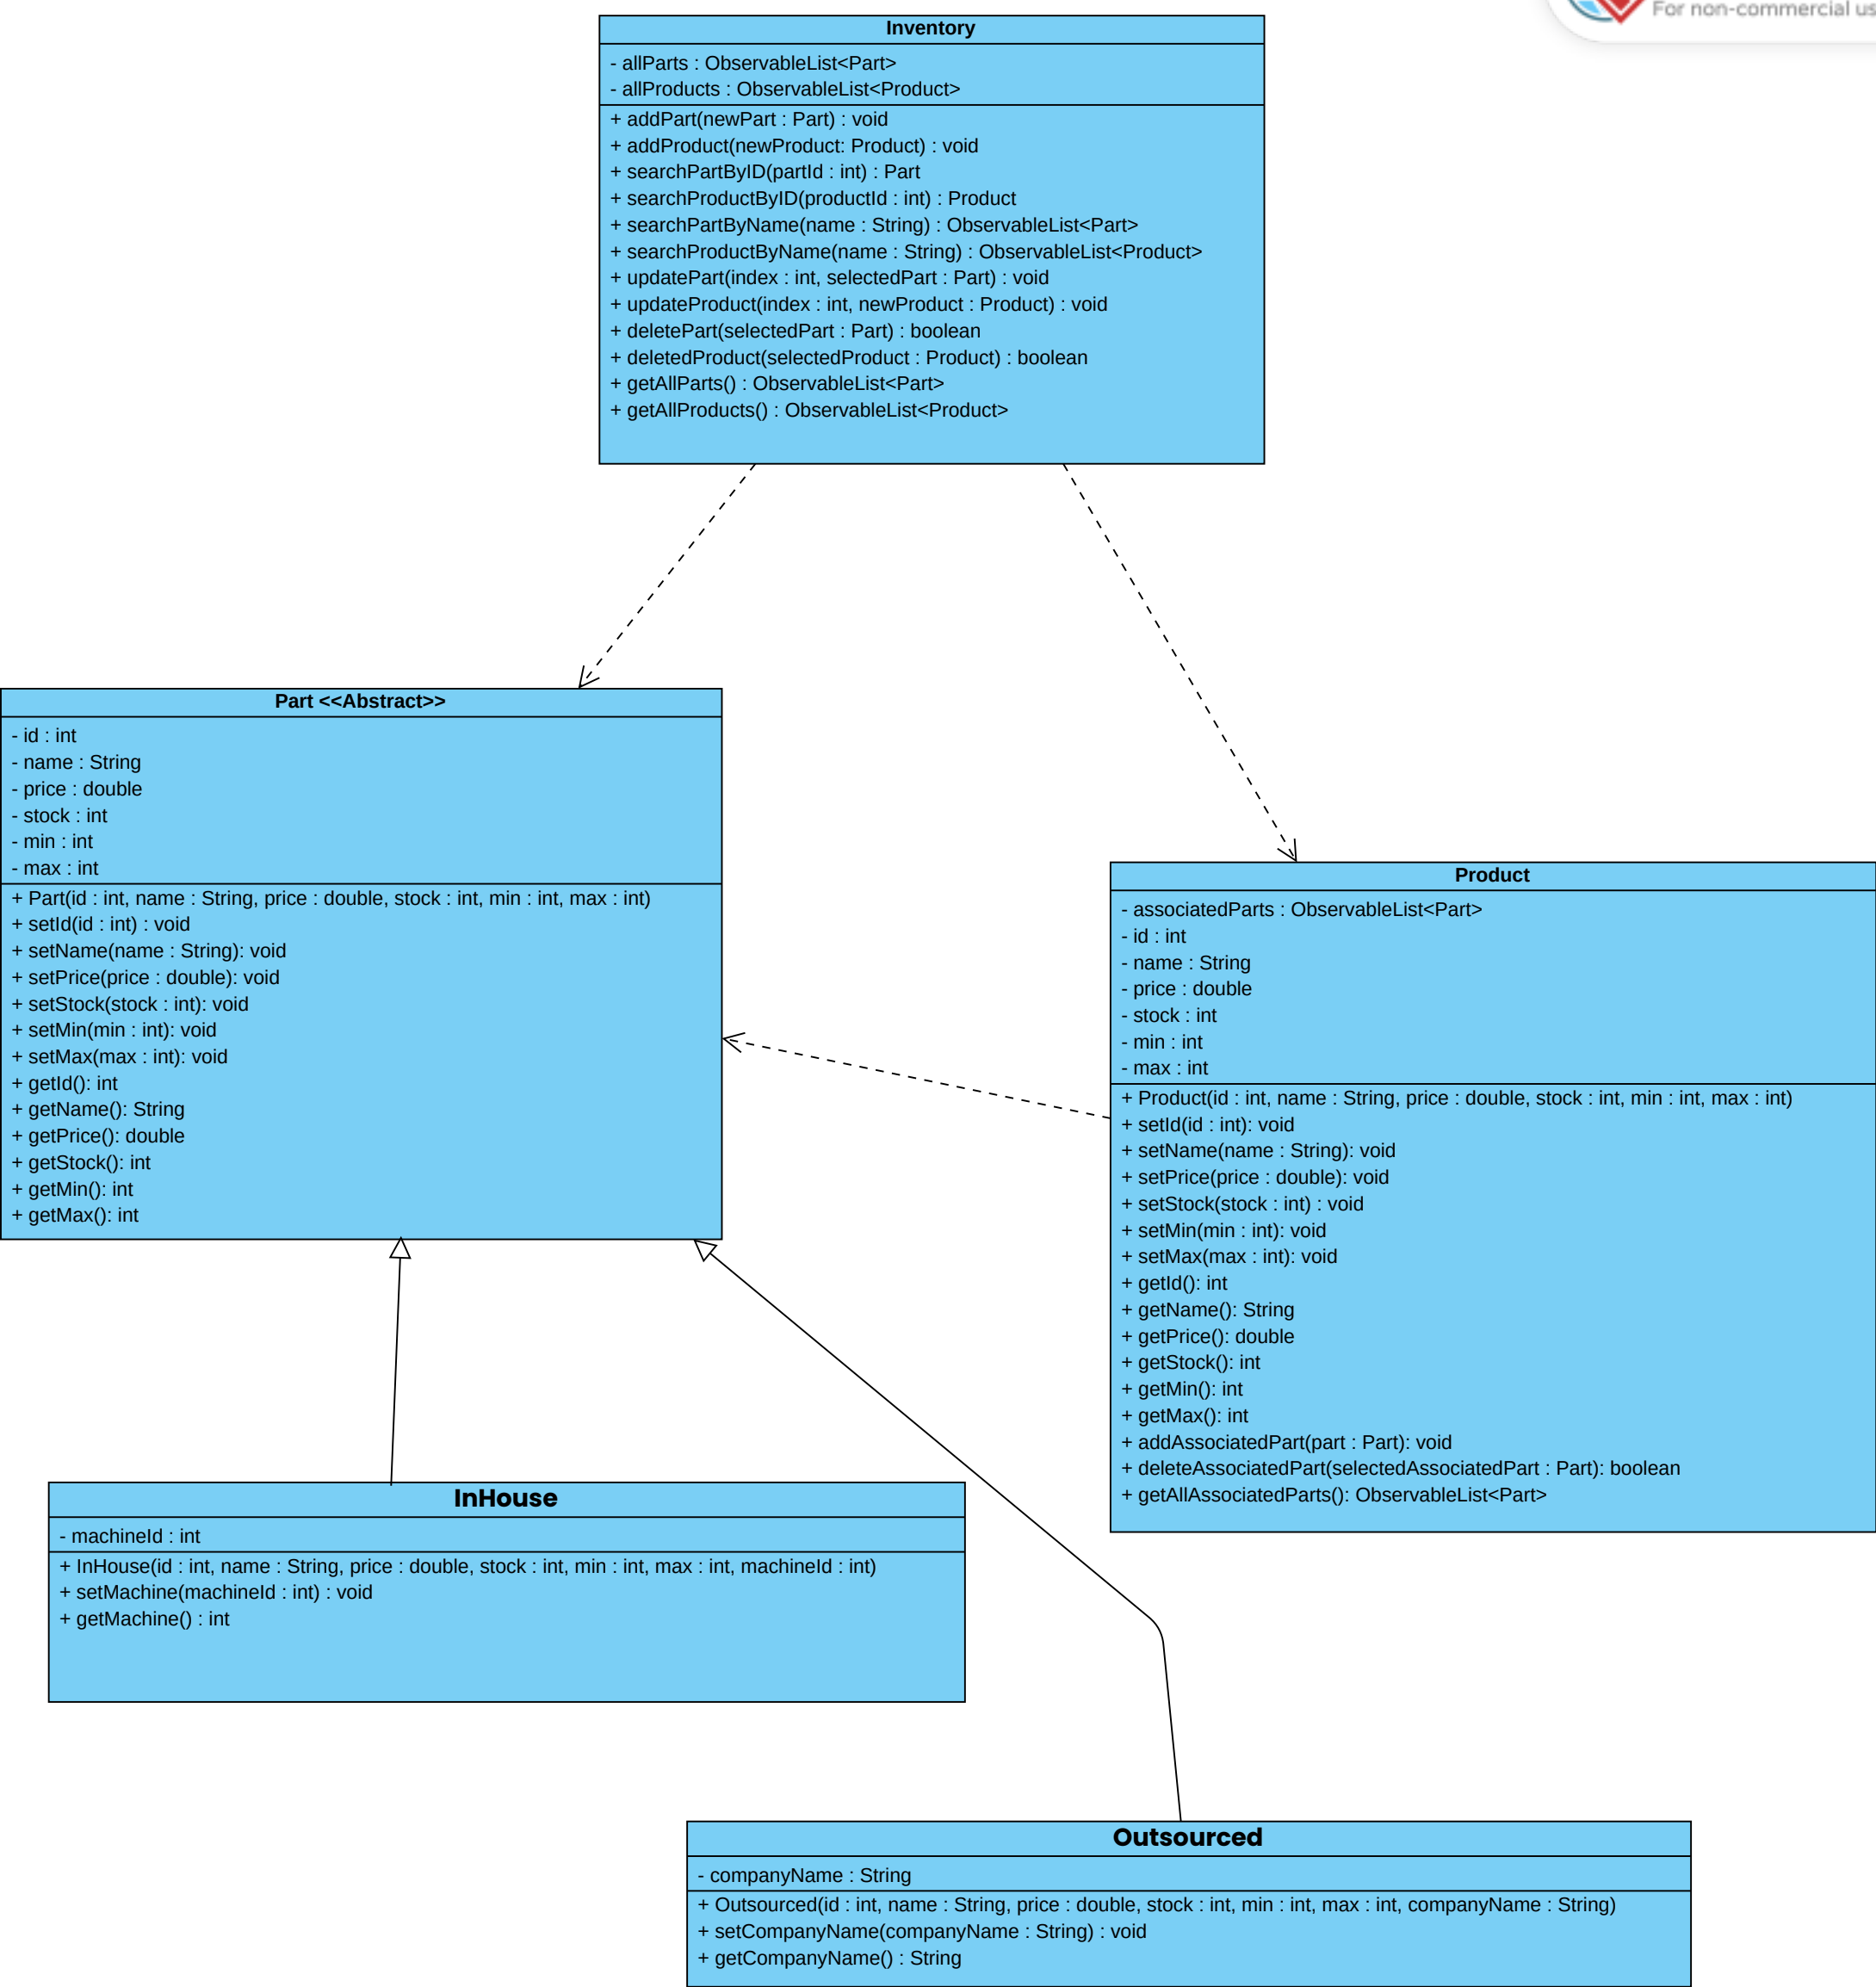 For non-commercial us
Inventory
- allParts : ObservableList<Part>
- allProducts : ObservableList<Product>
+ addPart(newPart : Part) : void
+ addProduct(newProduct: Product) : void
+ searchPartByID(partId : int) : Part
+ searchProductByID(productId : int) : Product
+ searchPartByName(name : String) : ObservableList<Part>
+ searchProductByName(name : String) : ObservableList<Product>
+ updatePart(index : int, selectedPart : Part) : void
+ updateProduct(index : int, newProduct : Product) : void
+ deletePart(selectedPart : Part) : boolean
+ deletedProduct(selectedProduct : Product) : boolean
+ getAllParts() : ObservableList<Part>
+ getAllProducts() : ObservableList<Product>
Part <<Abstract>>
- id : int
- name : String
- price : double
- stock : int
- min : int
- max : int
+ Part(id : int, name : String, price : double, stock : int, min : int, max : int)
+ setId(id : int) : void
+ setName(name : String): void
+ setPrice(price : double): void
+ setStock(stock : int): void
+ setMin(min : int): void
+ setMax(max : int): void
+ getId(): int
+ getName(): String
+ getPrice(): double
+ getStock(): int
+ getMin(): int
+ getMax(): int
Product
- associatedParts : ObservableList<Part>
- id : int
- name : String
- price : double
- stock : int
- min : int
- max : int
+ Product(id : int, name : String, price : double, stock : int, min : int, max : int)
+ setId(id : int): void
+ setName(name : String): void
+ setPrice(price : double): void
+ setStock(stock : int) : void
+ setMin(min : int): void
+ setMax(max : int): void
+ getId(): int
+ getName(): String
+ getPrice(): double
+ getStock(): int
+ getMin(): int
+ getMax(): int
+ addAssociatedPart(part : Part): void
+ deleteAssociatedPart(selectedAssociatedPart : Part): boolean
+ getAllAssociatedParts(): ObservableList<Part>
InHouse
- machineId : int
+ InHouse(id : int, name : String, price : double, stock : int, min : int, max : int, machineId : int)
+ setMachine(machineId : int) : void
+ getMachine() : int
Outsourced
- companyName : String
+ Outsourced(id : int, name : String, price : double, stock : int, min : int, max : int, companyName : String)
+ setCompanyName(companyName : String) : void
+ getCompanyName() : String